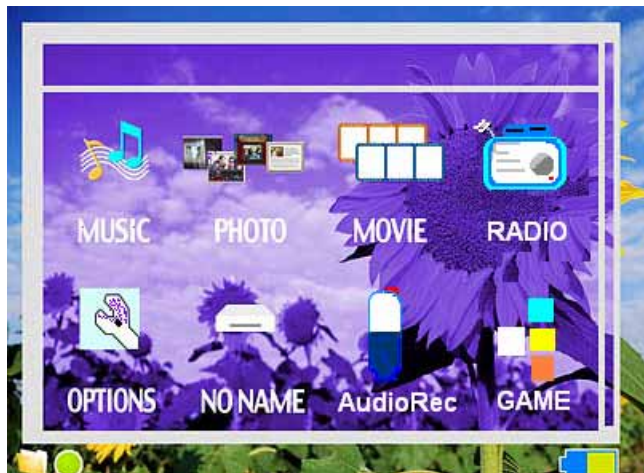 MUSiC PHOTO MOVIE RADIO
OPTIONS NO NAME AudioRec GAME